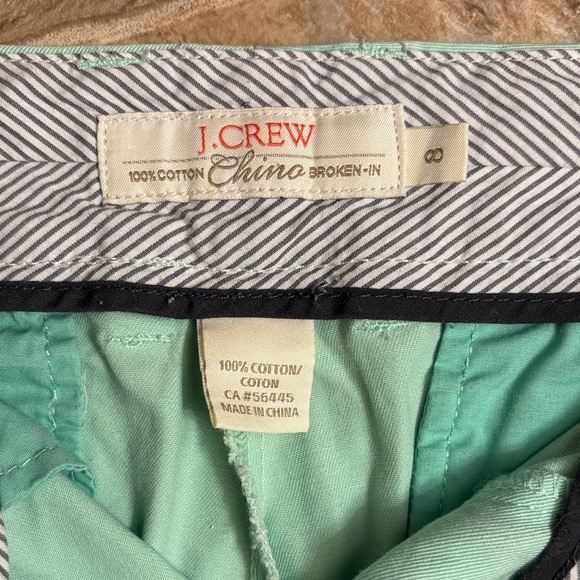 J.CREW
100% COTTON Chino BROKEN-IN
8
100% COTTON/
COTON
CA #56445
MADE IN CHINA